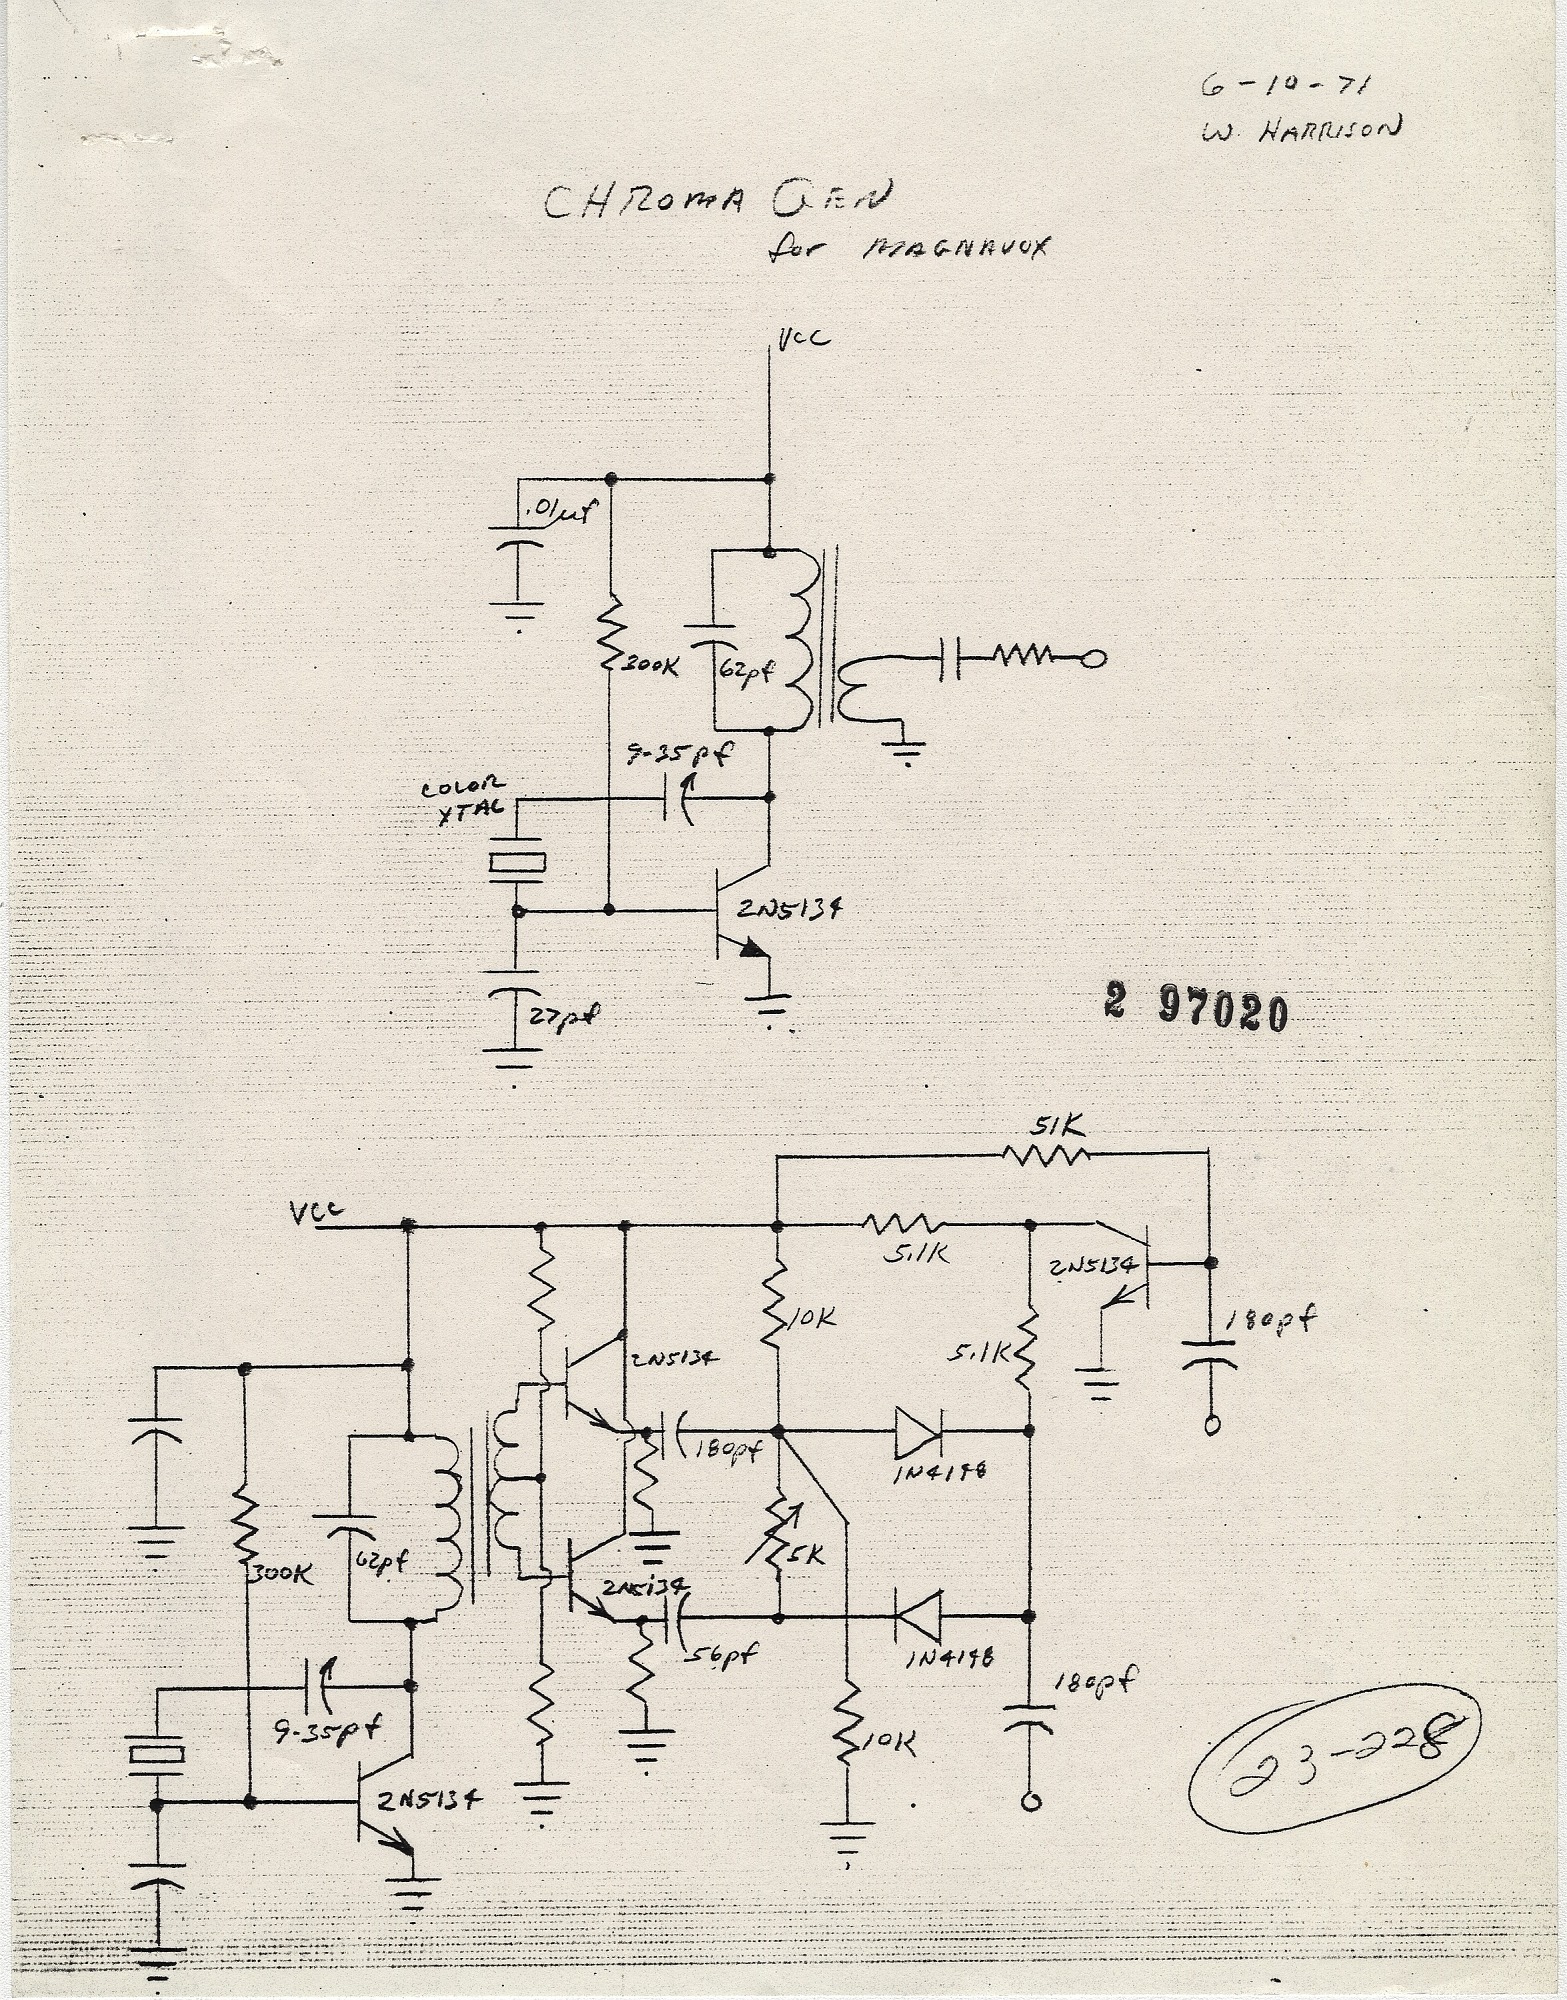 6-10-71
W. HARRISON
CHROMA GEN
for MAGNAVOX
VCC
.01uf
300K
62pf
9-35pf
COLOR
XTAL
2N5134
27pf
2 97020
51K
VCC
5.1K
2N5134
10K
180pf
2N5134
5.1K
180pf
1N4148
62pf
300K
5K
2N5134
56pf
1N4148
180pf
9-35pf
10K
23-228
2N5134